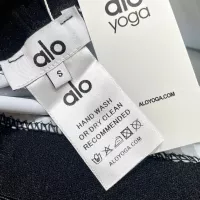 alo
yoga
alo
S
alo
HAND WASH
OR DRY CLEAN
RECOMMENDED
ALOYOGA.COM
ALOYOGA.COM